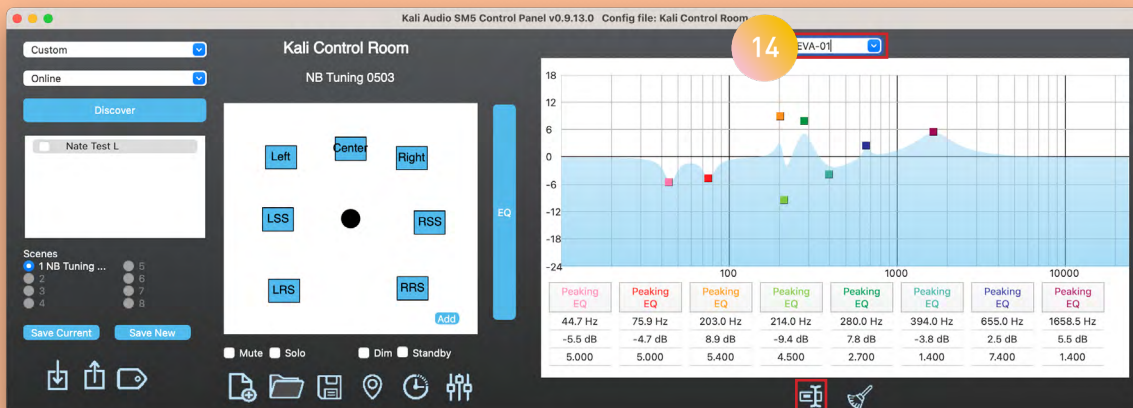 Kali Audio SM5 Control Panel v0.9.13.0 Config file: Kali Control Room
Custom
Online
Discover
Nate Test L
Scenes
1 NB Tuning ...
2
3
4
5
6
7
8
Save Current
Save New
Kali Control Room
NB Tuning 0503
Left
Center
Right
LSS
RSS
LRS
RRS
Add
Mute
Solo
Dim
Standby
EQ
14
EVA-01
18
12
6
0
-6
-12
-18
-24
100
1000
10000
Peaking EQ Peaking EQ Peaking EQ Peaking EQ Peaking EQ Peaking EQ Peaking EQ Peaking EQ
44.7 Hz 75.9 Hz 203.0 Hz 214.0 Hz 280.0 Hz 394.0 Hz 655.0 Hz 1658.5 Hz
-5.5 dB -4.7 dB 8.9 dB -9.4 dB 7.8 dB -3.8 dB 2.5 dB 5.5 dB
5.000 5.000 5.400 4.500 2.700 1.400 7.400 1.400